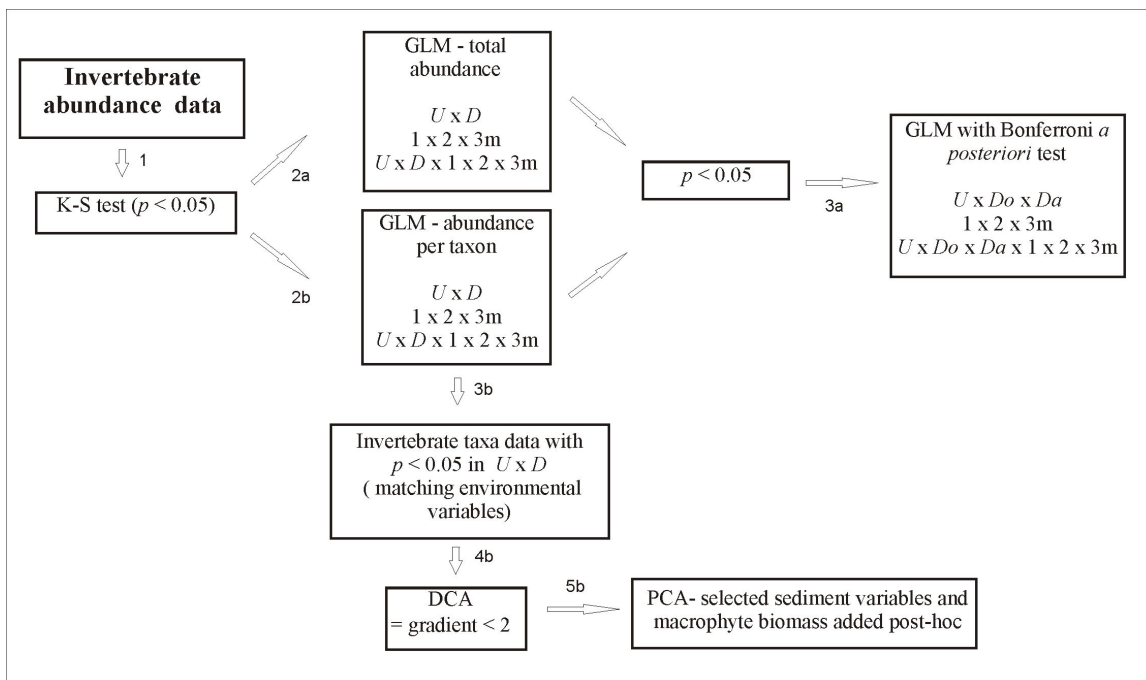 Invertebrate
abundance data
1
K-S test (p < 0.05)
2a
2b
GLM - total
abundance
U x D
1 x 2 x 3m
U x D x 1 x 2 x 3m
GLM - abundance
per taxon
U x D
1 x 2 x 3m
U x D x 1 x 2 x 3m
p < 0.05
3a
GLM with Bonferroni a
posteriori test
U x Do x Da
1 x 2 x 3m
U x Do x Da x 1 x 2 x 3m
3b
Invertebrate taxa data with
p < 0.05 in U x D
( matching environmental
variables)
4b
DCA
= gradient < 2
5b
PCA- selected sediment variables and
macrophyte biomass added post-hoc